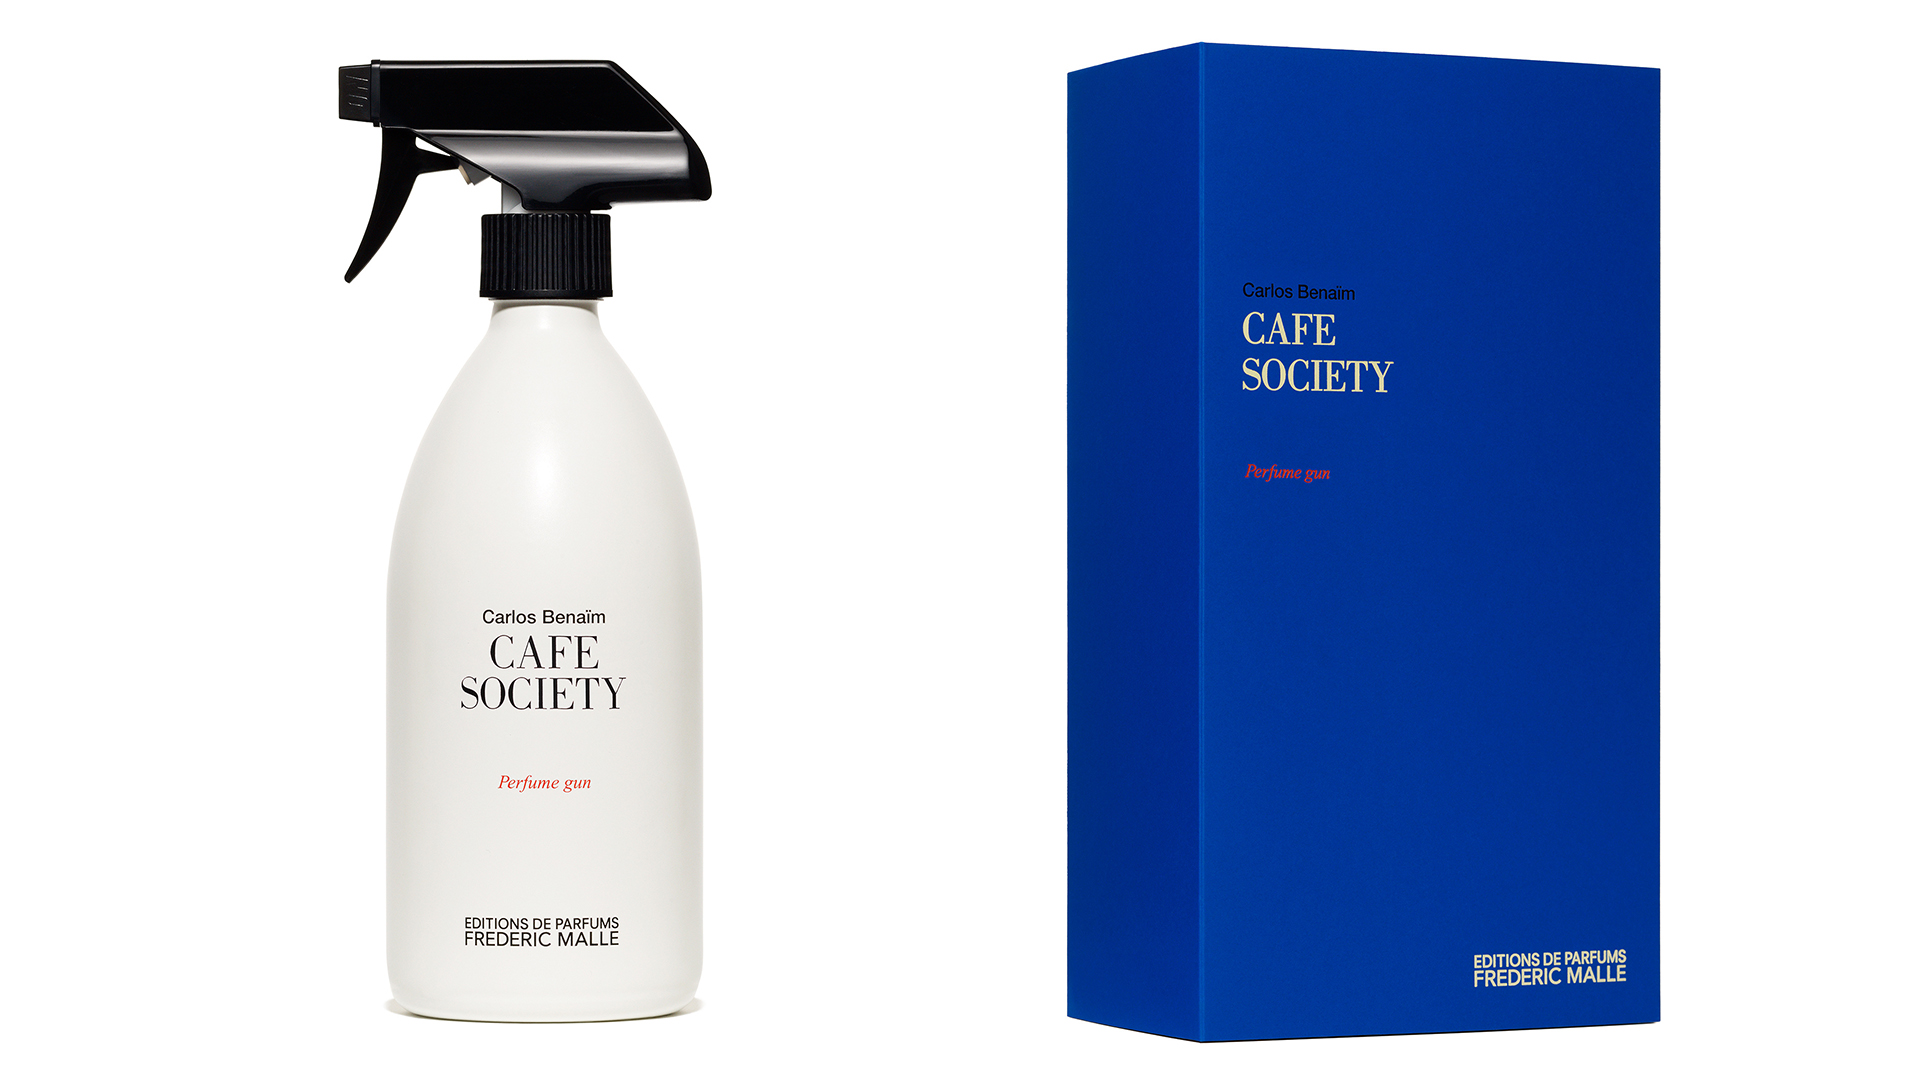 Carlos Benaïm
CAFE
SOCIETY
Perfume gun
EDITIONS DE PARFUMS
FREDERIC MALLE
Carlos Benaïm
CAFE
SOCIETY
Perfume gun
EDITIONS DE PARFUMS
FREDERIC MALLE